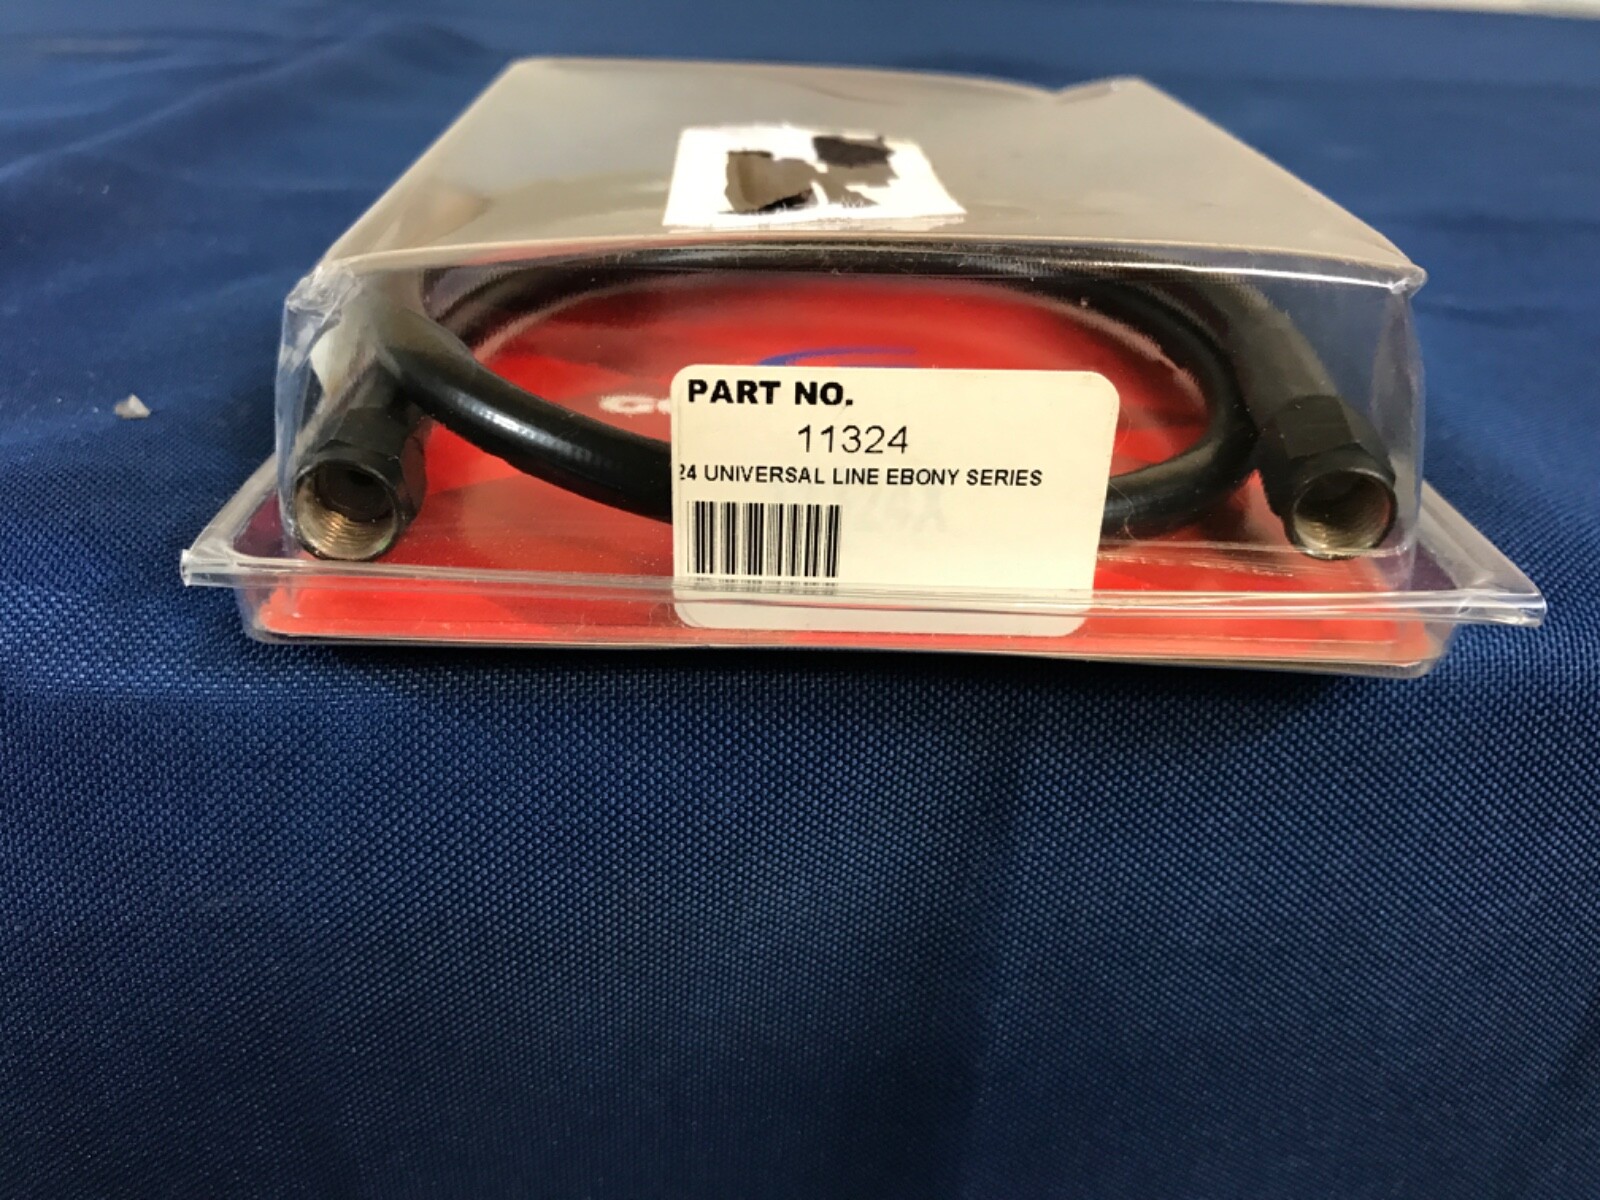 PART NO.
11324
24 UNIVERSAL LINE EBONY SERIES